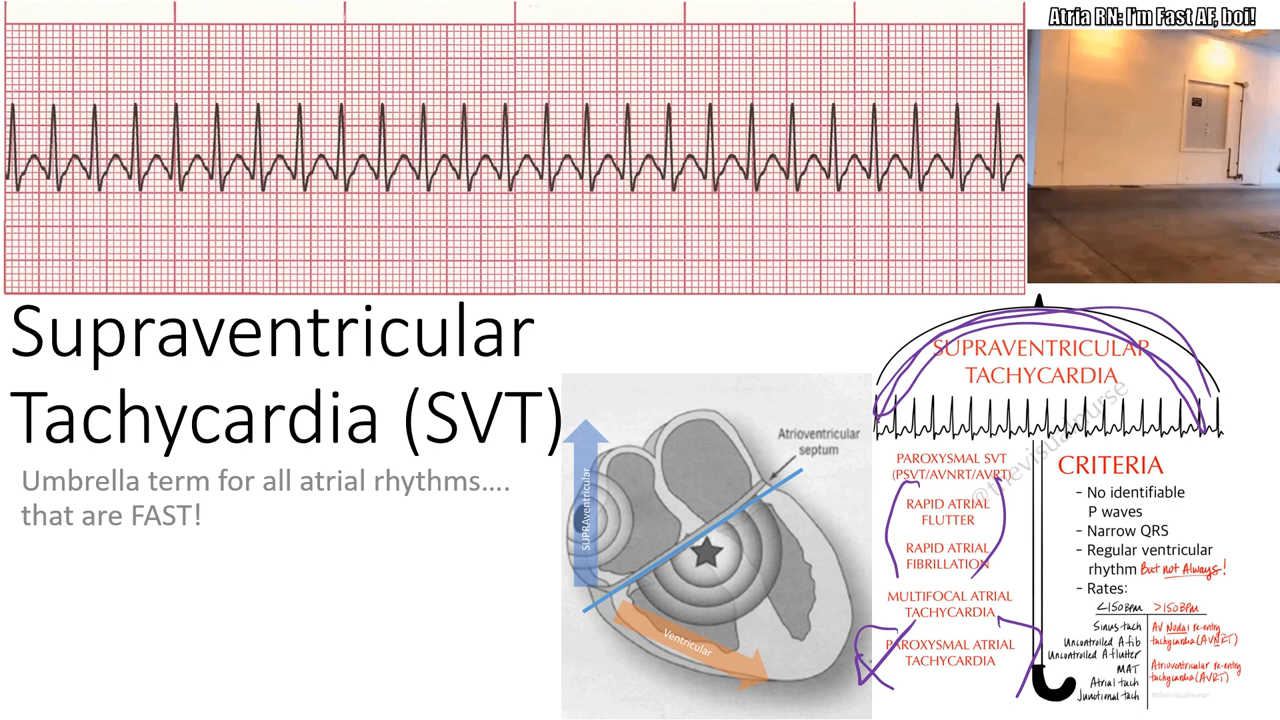 Atria RN: I'm Fast AF, boi!
Supraventricular
Tachycardia (SVT)
Umbrella term for all atrial rhythms....
that are FAST!
Atrioventricular
septum
SUPRAventricular
Ventricular
SUPRAVENTRICULAR
TACHYCARDIA
@thevisualnurse
PAROXYSMAL SVT
(PSVT/AVNRT/AVRT)
RAPID ATRIAL
FLUTTER
RAPID ATRIAL
FIBRILLATION
MULTIFOCAL ATRIAL
TACHYCARDIA
PAROXYSMAL ATRIAL
TACHYCARDIA
CRITERIA
- No identifiable
P waves
- Narrow QRS
- Regular ventricular
rhythm But not Always!
- Rates:
<150BPM >150BPM
Sinus tach
Uncontrolled A-fib
Uncontrolled A-flutter
MAT
Atrial tach
Junctional tach
AV Nodal re-entry
tachycardia (AVNRT)
Atrioventricular re-entry
tachycardia (AVRT)
@thevisualnurse